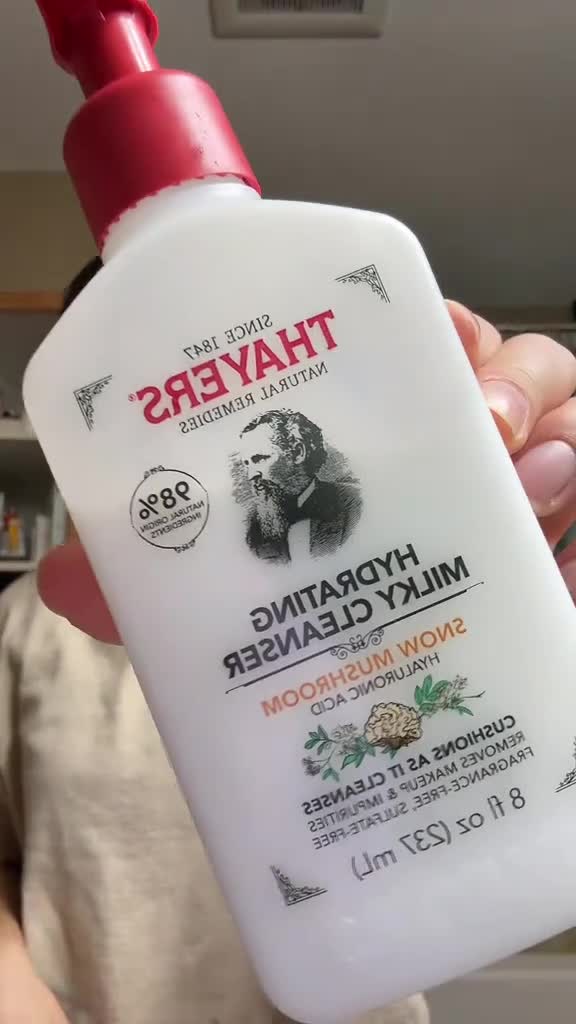 SINCE 1847
THAYERS®
NATURAL REMEDIES
98%
NATURAL ORIGIN
INGREDIENTS
HYDRATING
MILKY CLEANSER
SNOW MUSHROOM
HYALURONIC ACID
CUSHIONS AS IT CLEANSES
REMOVES MAKEUP & IMPURITIES
FRAGRANCE-FREE, SULFATE-FREE
8 fl oz (237 mL)